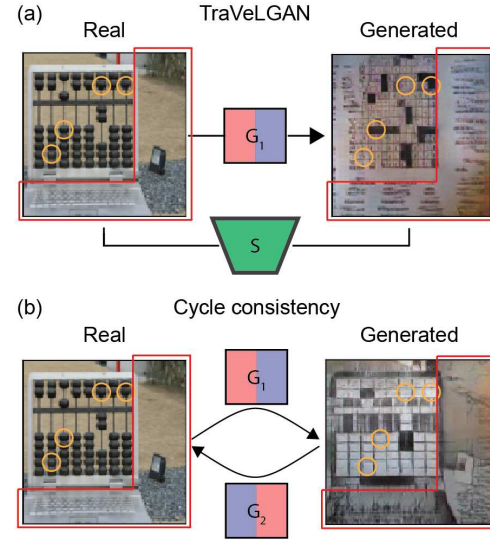 (a) TraVeLGAN
Real Generated
G₁
S
(b) Cycle consistency
Real Generated
G₁
G₂